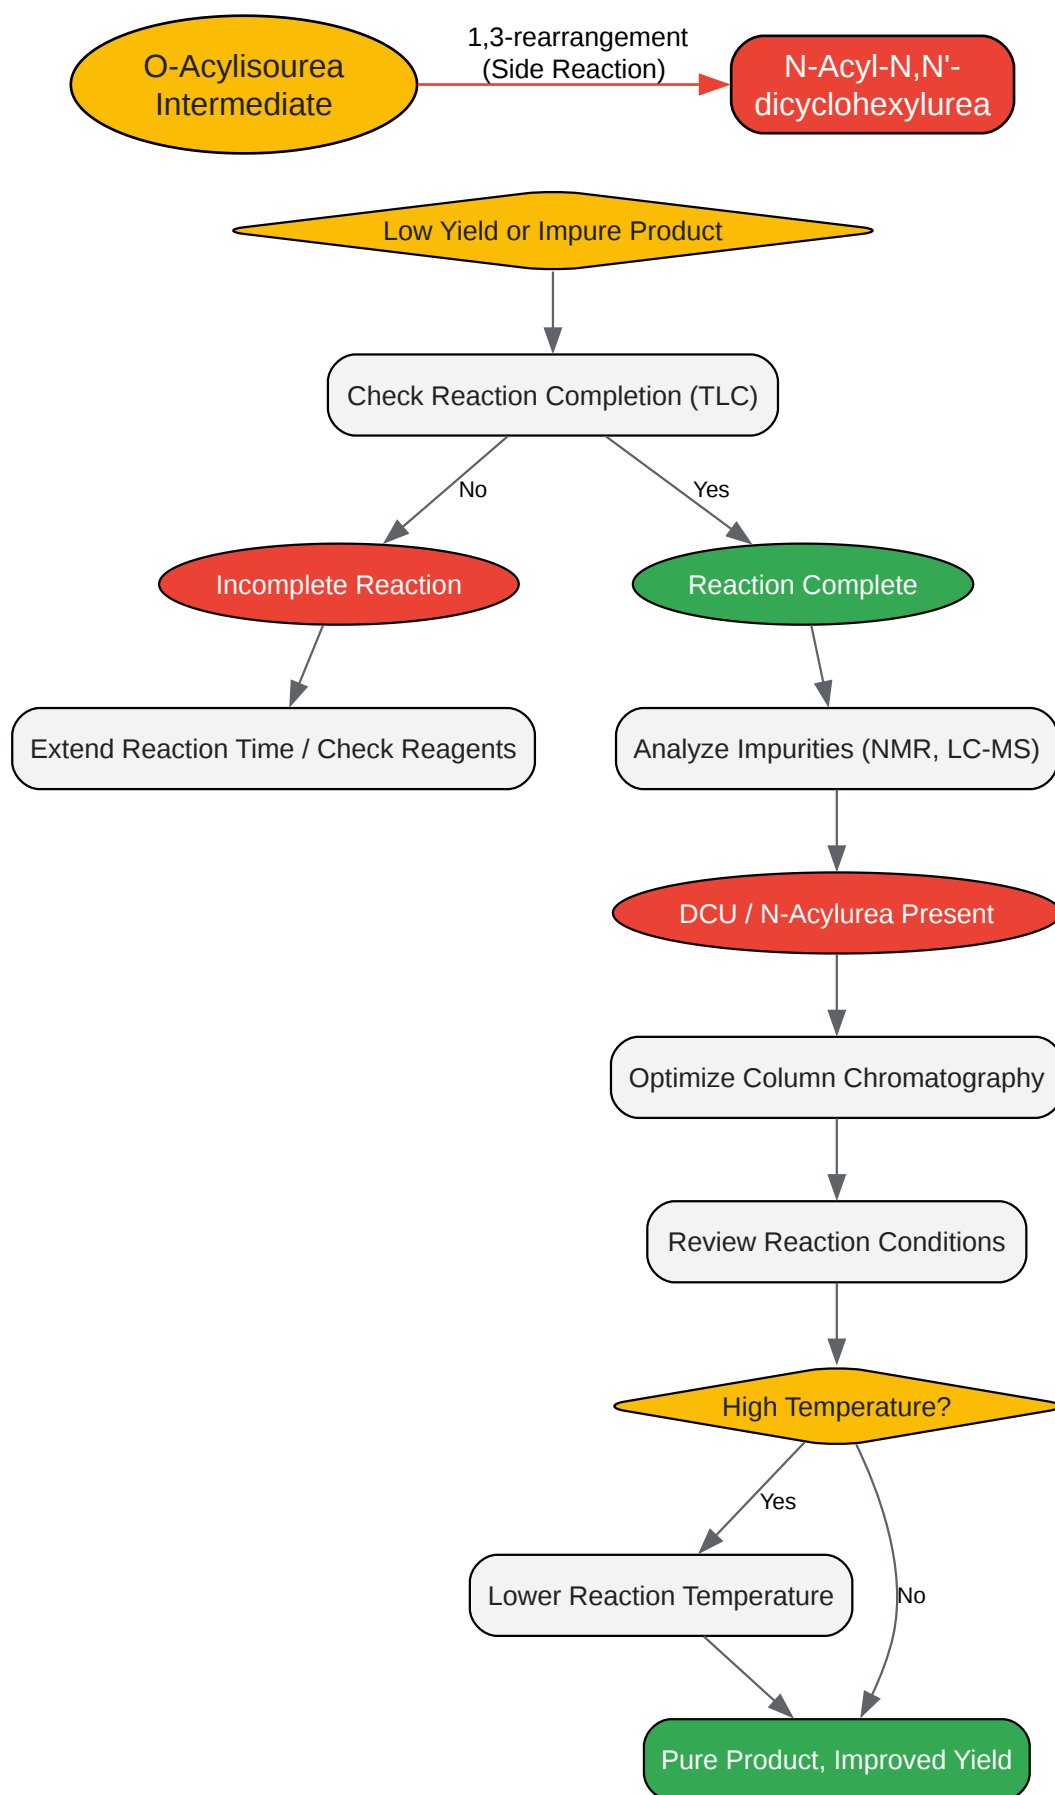 O-Acylisourea
Intermediate
1,3-rearrangement
(Side Reaction)
N-Acyl-N,N'-
dicyclohexylurea
Low Yield or Impure Product
Check Reaction Completion (TLC)
No
Yes
Incomplete Reaction
Reaction Complete
Extend Reaction Time / Check Reagents
Analyze Impurities (NMR, LC-MS)
DCU / N-Acylurea Present
Optimize Column Chromatography
Review Reaction Conditions
High Temperature?
Yes
Lower Reaction Temperature
No
Pure Product, Improved Yield